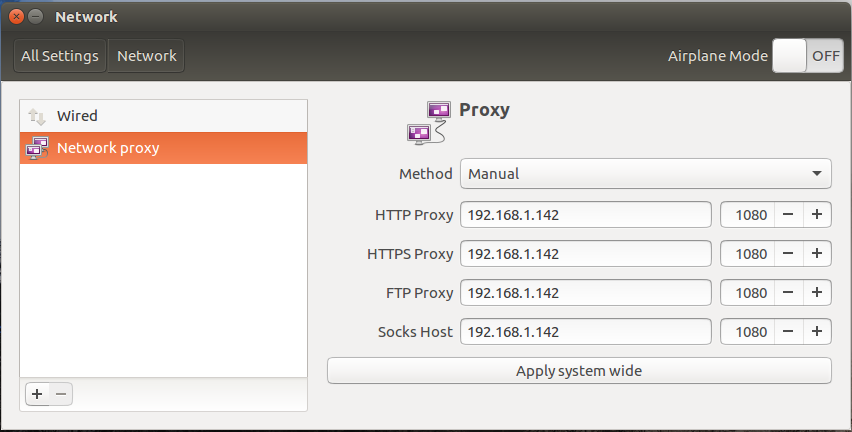 Network
All Settings Network Airplane Mode OFF
Wired
Network proxy
Proxy
Method Manual
HTTP Proxy 192.168.1.142 1080 − +
HTTPS Proxy 192.168.1.142 1080 − +
FTP Proxy 192.168.1.142 1080 − +
Socks Host 192.168.1.142 1080 − +
Apply system wide
+ −